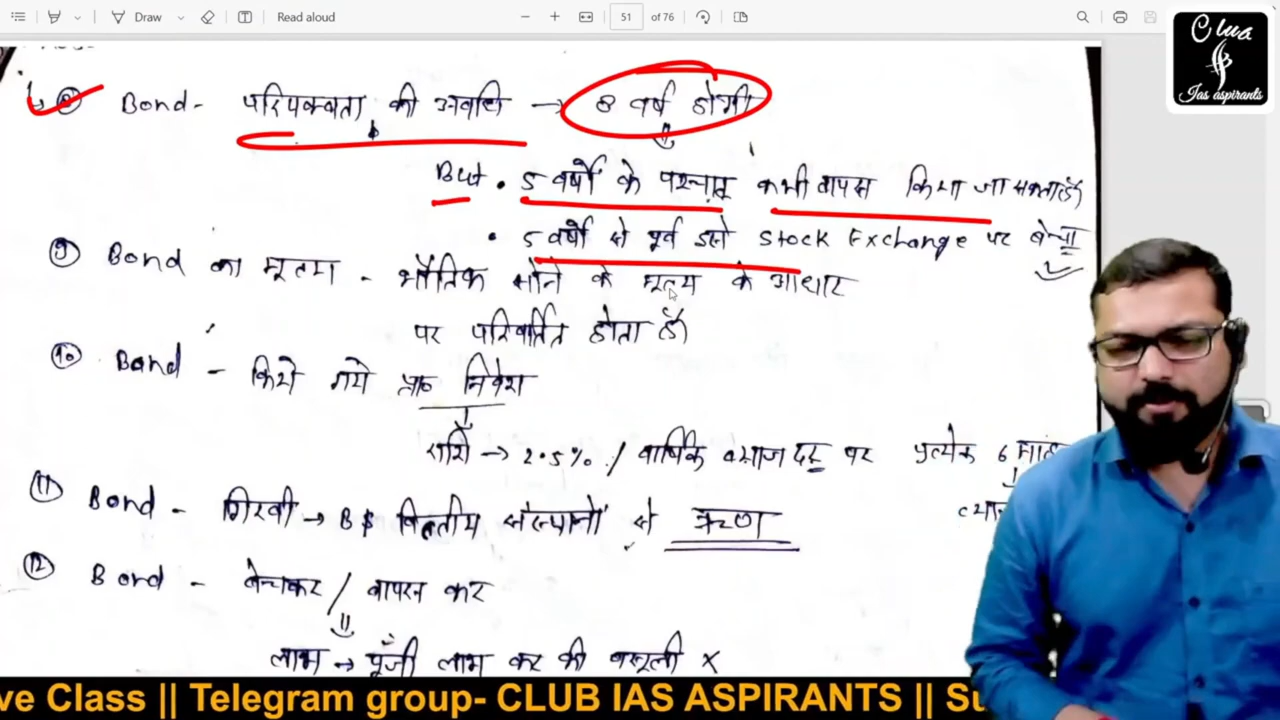 Draw
Read aloud
51
of 76
Club
Ias aspirants
⑧ Bond - परिपक्वता की अवधि → 8 वर्ष होगी
But • 5 वर्षों के पश्चात् कभी वापस किया जा सकता है
• 5 वर्षों से पूर्व इसे Stock Exchange पर बेचा
⑨ Bond का मूल्य - भौतिक सोने के मूल्य के आधार
पर परिवर्तित होता है
⑩ Bond - किये गये प्रा० निवेश
राशि → 2.5% / वार्षिक ब्याज दर पर प्रत्येक 6 माह
⑪ Bond - गिरवी → B$ वित्तीय संस्थानों से ऋण
⑫ Bond - बेचकर / वापस कर
लाभ → पूँजी लाभ कर की वसूली X
ve Class || Telegram group- CLUB IAS ASPIRANTS || Su